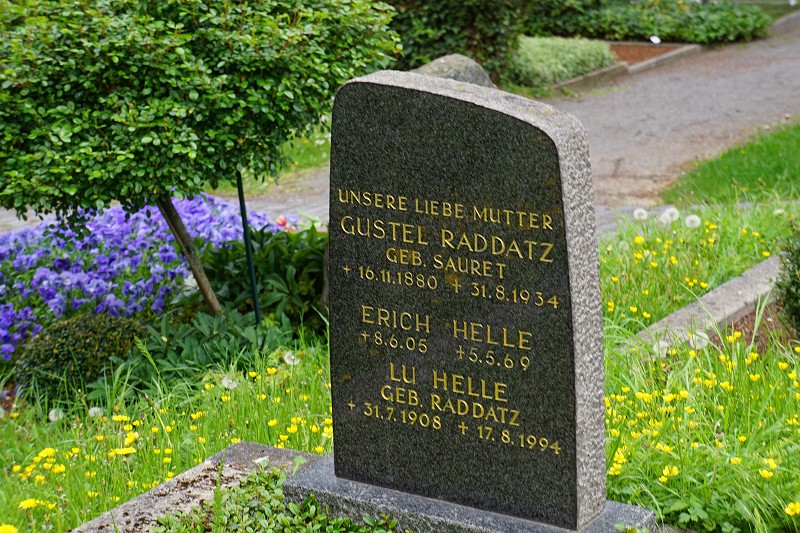 UNSERE LIEBE MUTTER
GUSTEL RADDATZ
GEB. SAURET
+ 16.11.1880 + 31.8.1934
ERICH HELLE
+8.6.05 +5.5.69
LU HELLE
GEB. RADDATZ
+ 31.7.1908 + 17.8.1994